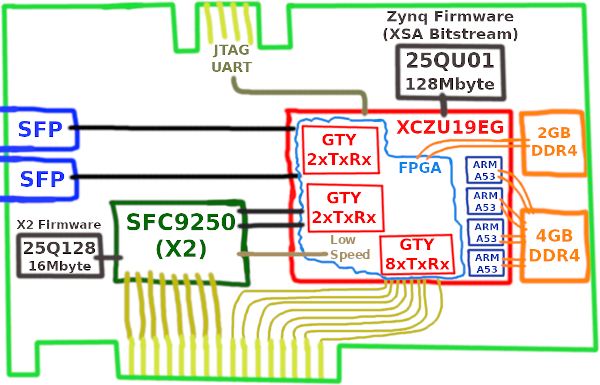 Zynq Firmware
(XSA Bitstream)
JTAG
UART
25QU01
128Mbyte
SFP
SFP
XCZU19EG
GTY
2xTxRx
FPGA
2GB
DDR4
ARM
A53
ARM
A53
ARM
A53
ARM
A53
GTY
2xTxRx
X2 Firmware
25Q128
16Mbyte
SFC9250
(X2)
Low
Speed
GTY
8xTxRx
4GB
DDR4